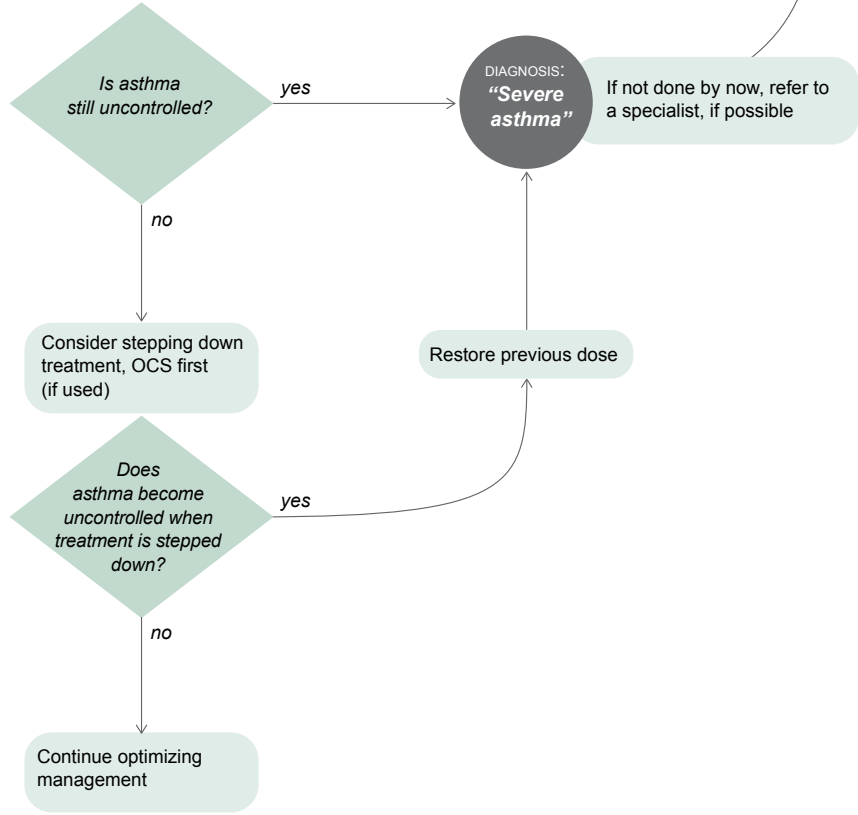 Is asthma
still uncontrolled?
yes
DIAGNOSIS:
“Severe
asthma”
If not done by now, refer to
a specialist, if possible
no
Consider stepping down
treatment, OCS first
(if used)
Restore previous dose
Does
asthma become
uncontrolled when
treatment is stepped
down?
yes
no
Continue optimizing
management